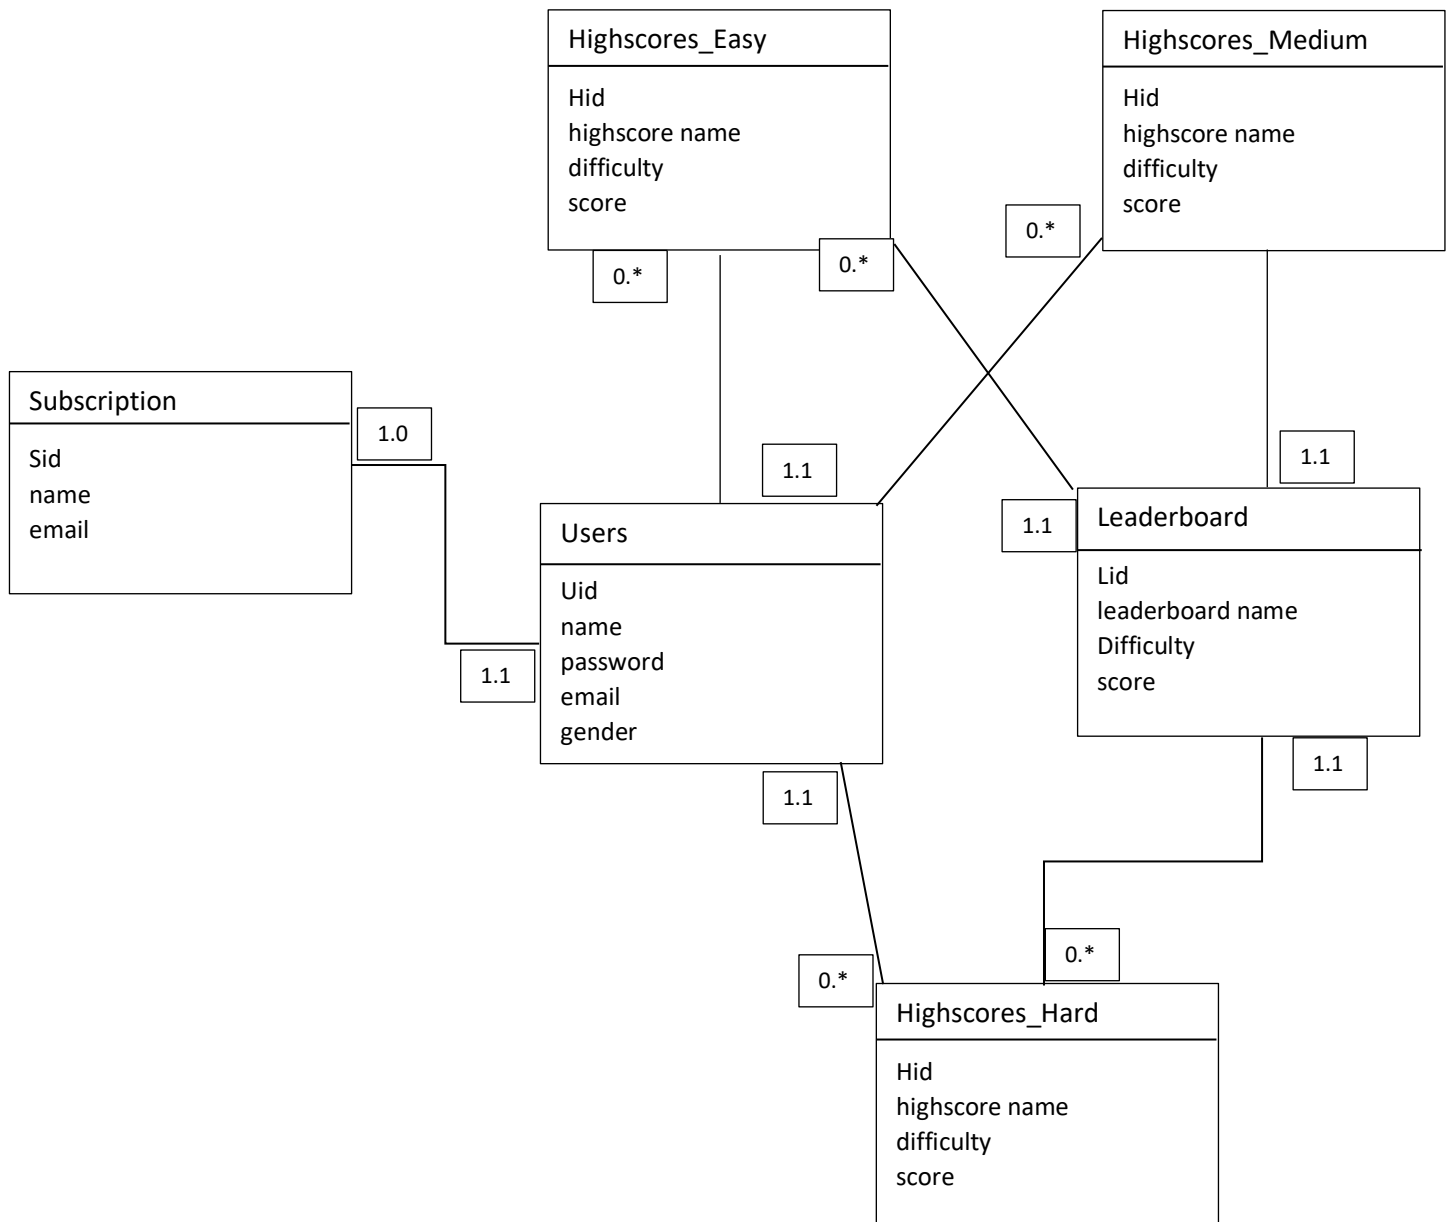 Highscores_Easy
Hid
highscore name
difficulty
score
0.*
0.*
Highscores_Medium
Hid
highscore name
difficulty
score
0.*
Subscription
Sid
name
email
1.0
1.1
1.1
Users
Uid
name
password
email
gender
1.1
1.1
1.1
Leaderboard
Lid
leaderboard name
Difficulty
score
1.1
0.*
0.*
Highscores_Hard
Hid
highscore name
difficulty
score